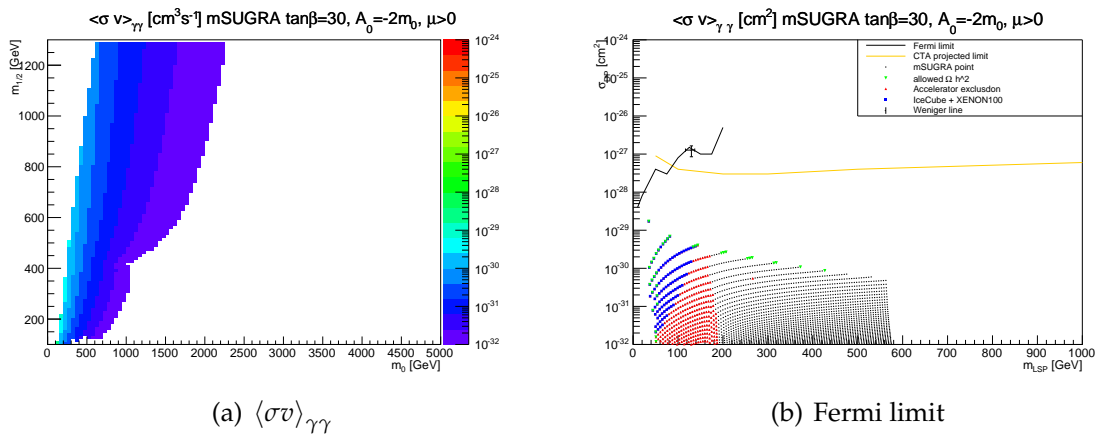 <σ v>γγ [cm³s⁻¹] mSUGRA tanβ=30, A₀=-2m₀, μ>0
m₁/₂ [GeV]
1200
1000
800
600
400
200
0 500 1000 1500 2000 2500 3000 3500 4000 4500 5000
m₀ [GeV]
10⁻²⁴
10⁻²⁵
10⁻²⁶
10⁻²⁷
10⁻²⁸
10⁻²⁹
10⁻³⁰
10⁻³¹
10⁻³²
(a) ⟨σv⟩γγ
<σ v>γ γ [cm²] mSUGRA tanβ=30, A₀=-2m₀, μ>0
[cm²]
10⁻²⁴
10⁻²⁵
10⁻²⁶
10⁻²⁷
10⁻²⁸
10⁻²⁹
10⁻³⁰
10⁻³¹
10⁻³²
Fermi limit
CTA projected limit
mSUGRA point
allowed Ω h^2
Accelerator exclusdon
IceCube + XENON100
Weniger line
0 100 200 300 400 500 600 700 800 900 1000
m_LSP [GeV]
(b) Fermi limit